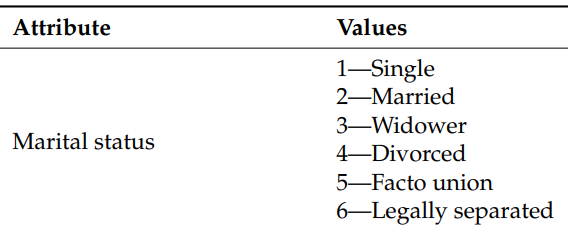 Attribute Values
1—Single
2—Married
3—Widower
Marital status
4—Divorced
5—Facto union
6—Legally separated